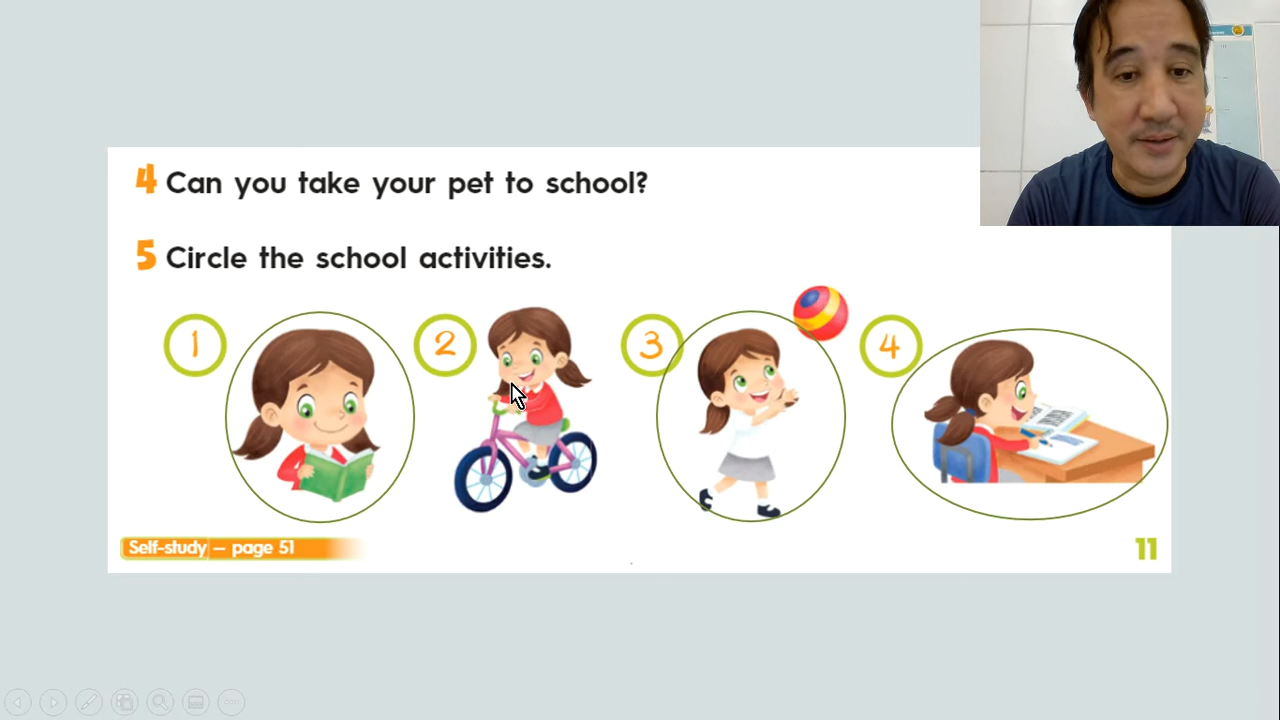 4 Can you take your pet to school?
5 Circle the school activities.
1 2 3 4
Self-study – page 51
11